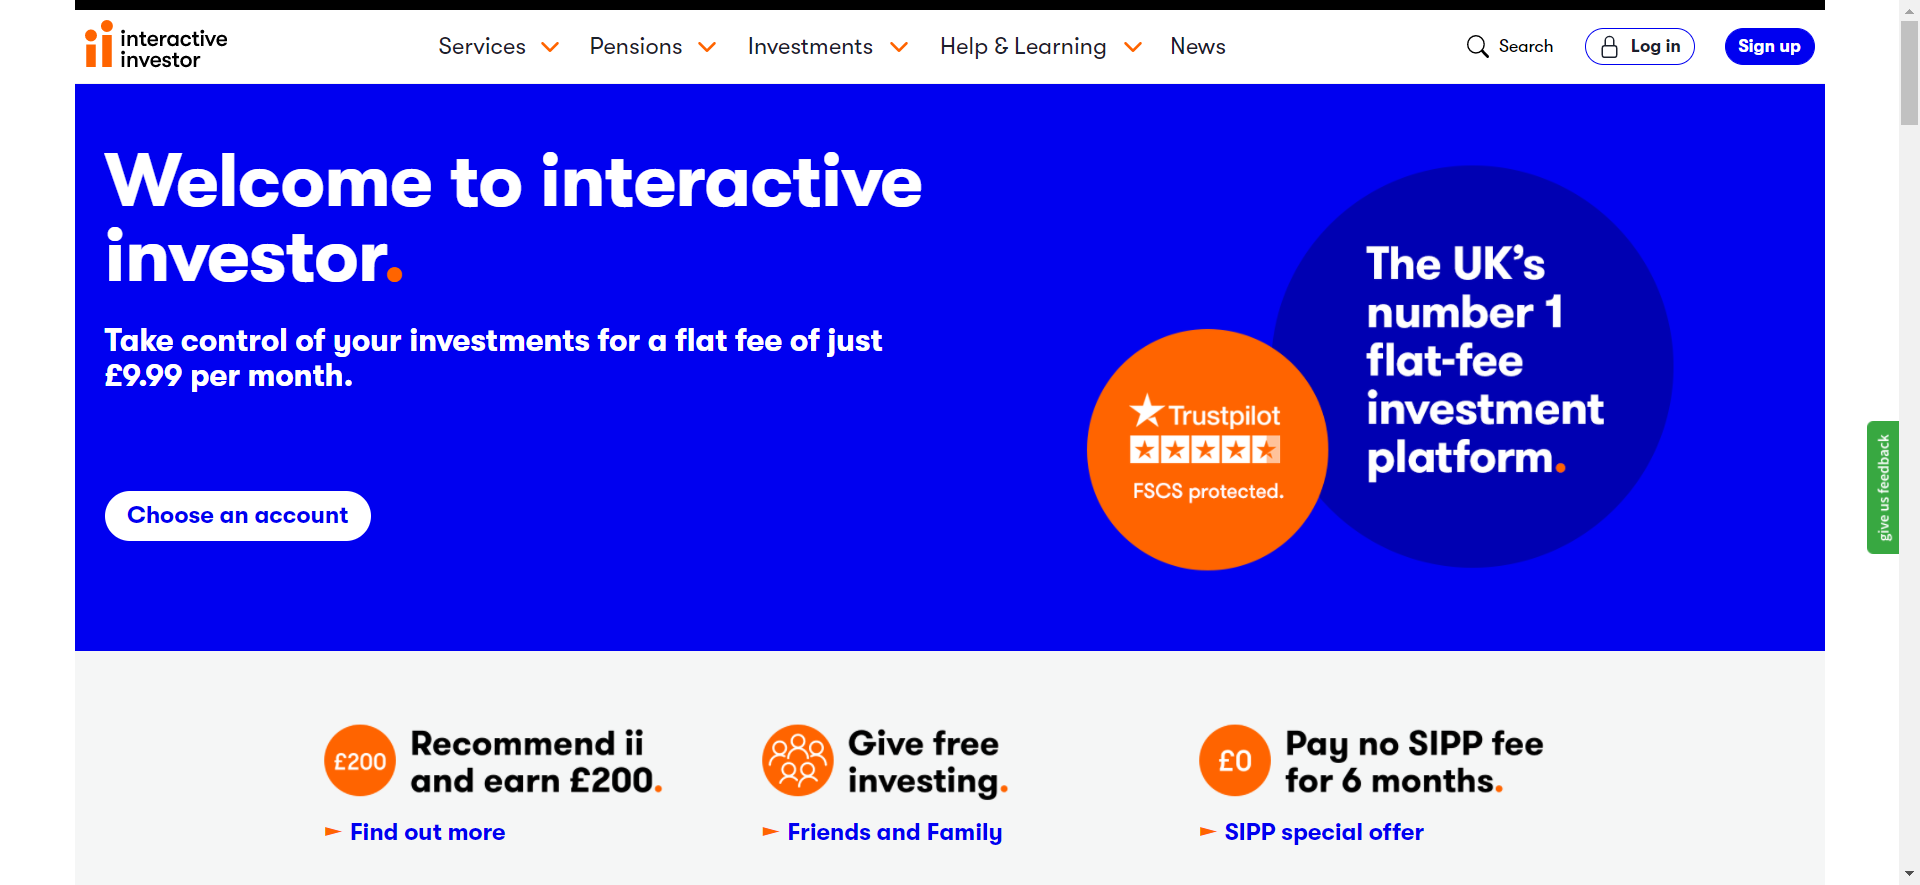 interactive
investor
Services
Pensions
Investments
Help & Learning
News
Search
Log in
Sign up
Welcome to interactive
investor.
Take control of your investments for a flat fee of just
£9.99 per month.
Choose an account
Trustpilot
FSCS protected.
The UK's
number 1
flat-fee
investment
platform.
give us feedback
£200
Recommend ii
and earn £200.
Find out more
Give free
investing.
Friends and Family
£0
Pay no SIPP fee
for 6 months.
SIPP special offer